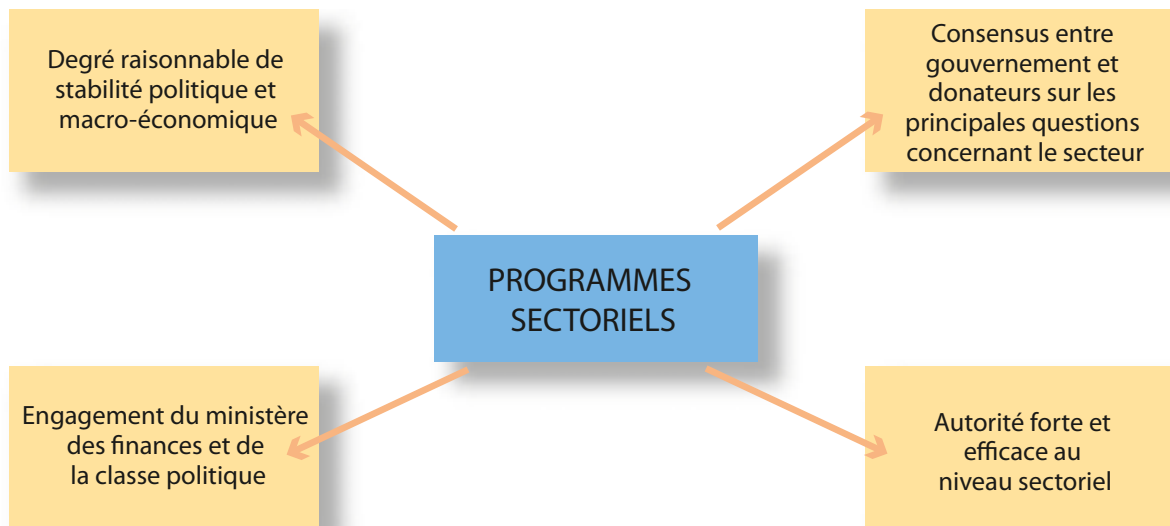 Degré raisonnable de
stabilité politique et
macro-économique
Consensus entre
gouvernement et
donateurs sur les
principales questions
concernant le secteur
PROGRAMMES
SECTORIELS
Engagement du ministère
des finances et de
la classe politique
Autorité forte et
efficace au
niveau sectoriel